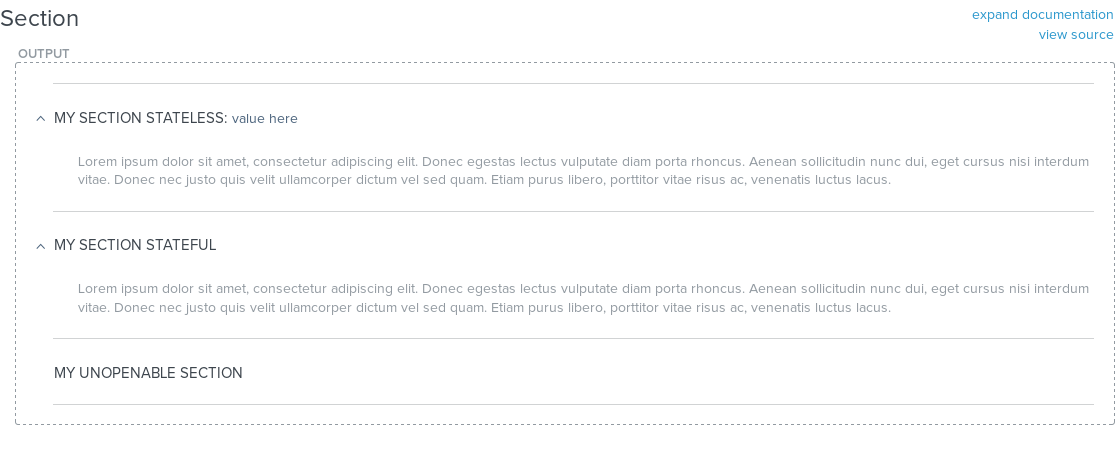 Section
expand documentation
view source
OUTPUT
MY SECTION STATELESS: value here
Lorem ipsum dolor sit amet, consectetur adipiscing elit. Donec egestas lectus vulputate diam porta rhoncus. Aenean sollicitudin nunc dui, eget cursus nisi interdum
vitae. Donec nec justo quis velit ullamcorper dictum vel sed quam. Etiam purus libero, porttitor vitae risus ac, venenatis luctus lacus.
MY SECTION STATEFUL
Lorem ipsum dolor sit amet, consectetur adipiscing elit. Donec egestas lectus vulputate diam porta rhoncus. Aenean sollicitudin nunc dui, eget cursus nisi interdum
vitae. Donec nec justo quis velit ullamcorper dictum vel sed quam. Etiam purus libero, porttitor vitae risus ac, venenatis luctus lacus.
MY UNOPENABLE SECTION